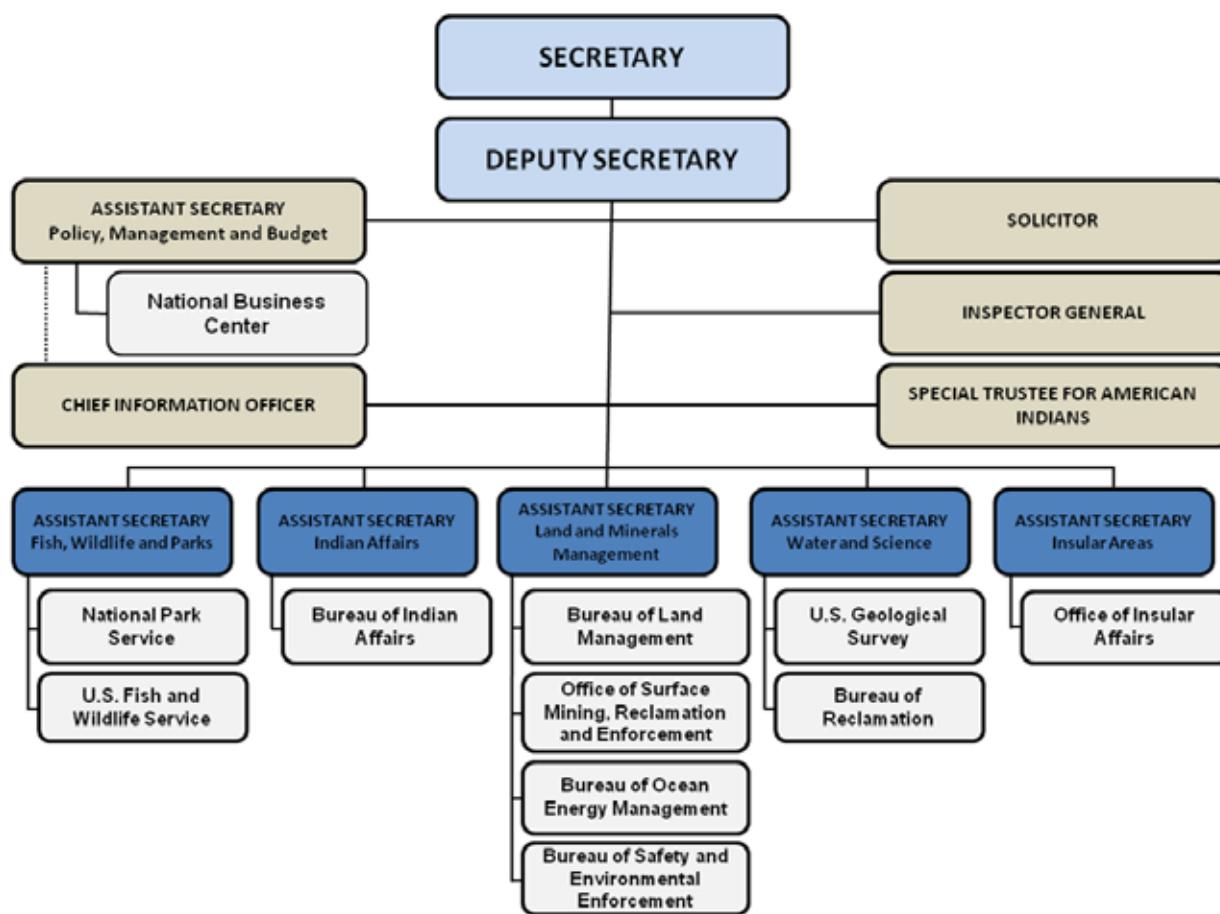 SECRETARY
DEPUTY SECRETARY
ASSISTANT SECRETARY
Policy, Management and Budget
SOLICITOR
National Business
Center
INSPECTOR GENERAL
CHIEF INFORMATION OFFICER
SPECIAL TRUSTEE FOR AMERICAN
INDIANS
ASSISTANT SECRETARY
Fish, Wildlife and Parks
ASSISTANT SECRETARY
Indian Affairs
ASSISTANT SECRETARY
Land and Minerals
Management
ASSISTANT SECRETARY
Water and Science
ASSISTANT SECRETARY
Insular Areas
National Park
Service
U.S. Fish and
Wildlife Service
Bureau of Indian
Affairs
Bureau of Land
Management
Office of Surface
Mining, Reclamation
and Enforcement
Bureau of Ocean
Energy Management
Bureau of Safety and
Environmental
Enforcement
U.S. Geological
Survey
Bureau of
Reclamation
Office of Insular
Affairs